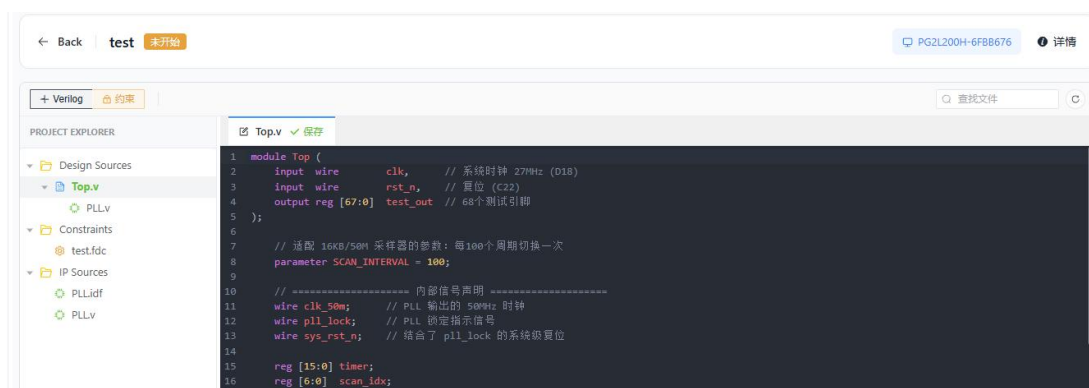 ← Back test 未开始 PG2L200H-6FBB676 详情
+ Verilog 约束 查找文件
PROJECT EXPLORER Top.v ✓ 保存
Design Sources
Top.v
PLL.v
Constraints
test.fdc
IP Sources
PLL.idf
PLL.v
1 module Top (
2 input wire clk, // 系统时钟 27MHz (D18)
3 input wire rst_n, // 复位 (C22)
4 output reg [67:0] test_out // 68个测试引脚
5 );
6
7 // 适配 16KB/50M 采样器的参数: 每100个周期切换一次
8 parameter SCAN_INTERVAL = 100;
9
10 // ==================== 内部信号声明 ====================
11 wire clk_50m; // PLL 输出的 50MHz 时钟
12 wire pll_lock; // PLL 锁定指示信号
13 wire sys_rst_n; // 结合了 pll_lock 的系统级复位
14
15 reg [15:0] timer;
16 reg [6:0] scan_idx;